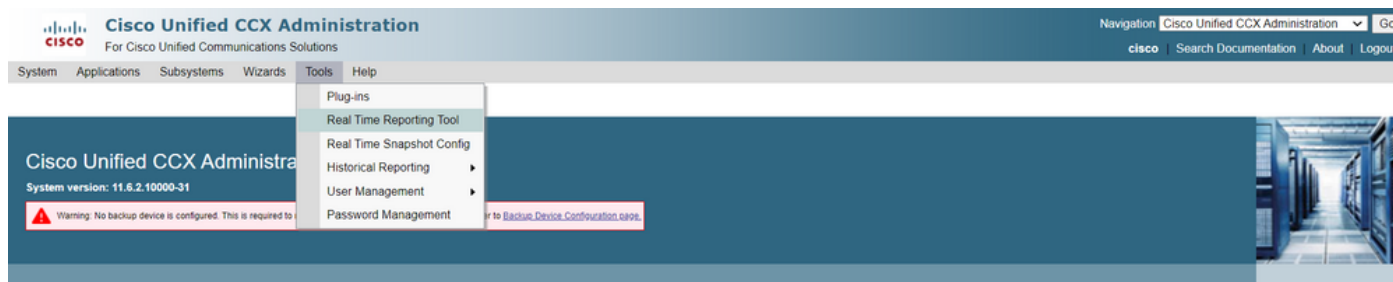 cisco
Cisco Unified CCX Administration
For Cisco Unified Communications Solutions
Navigation Cisco Unified CCX Administration Go
cisco | Search Documentation | About | Logou
System Applications Subsystems Wizards Tools Help
Plug-ins
Real Time Reporting Tool
Real Time Snapshot Config
Historical Reporting
User Management
Password Management
Cisco Unified CCX Administra
System version: 11.6.2.10000-31
Warning: No backup device is configured. This is required to
r to Backup Device Configuration page.